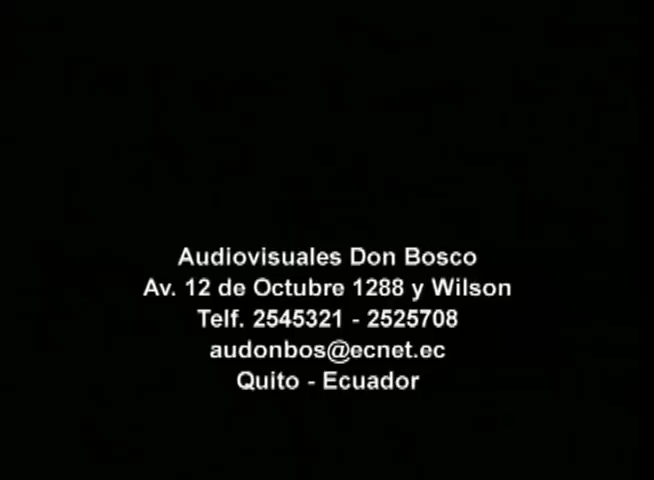 Audiovisuales Don Bosco
Av. 12 de Octubre 1288 y Wilson
Telf. 2545321 - 2525708
audonbos@ecnet.ec
Quito - Ecuador